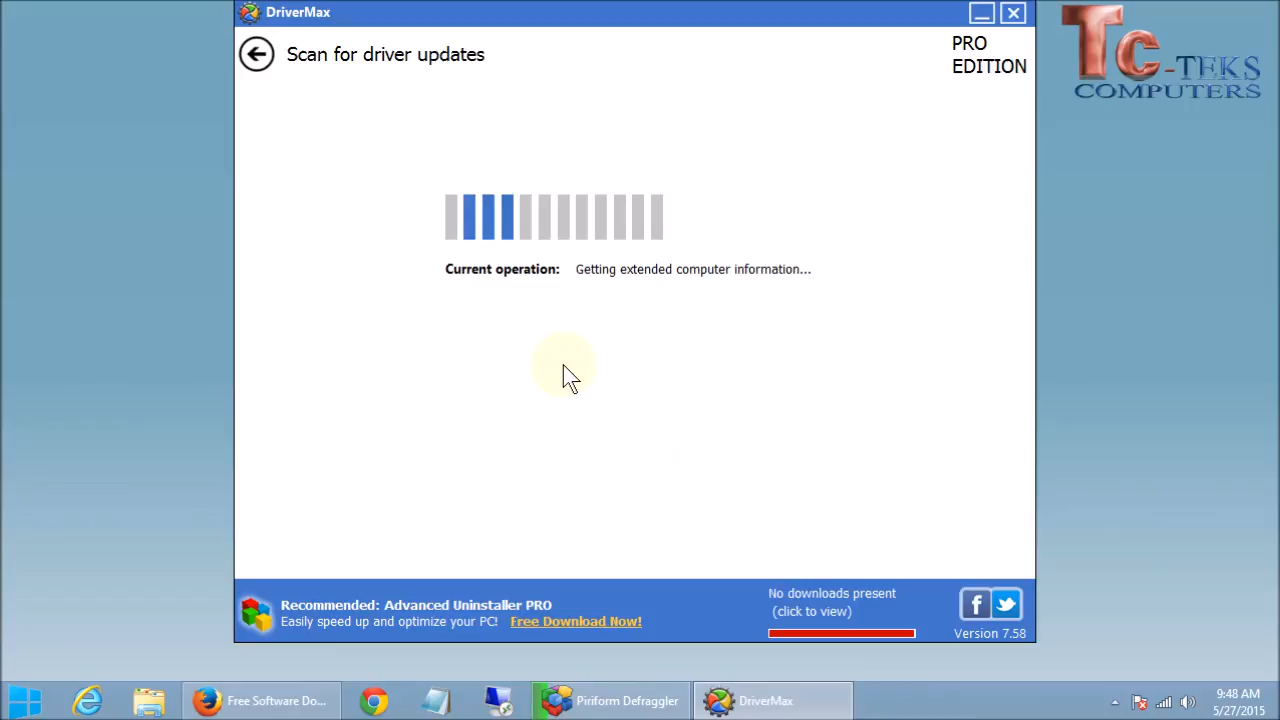 DriverMax
Scan for driver updates
PRO
EDITION
TC-TEKS
COMPUTERS
Current operation: Getting extended computer information...
Recommended: Advanced Uninstaller PRO
Easily speed up and optimize your PC! Free Download Now!
No downloads present
(click to view)
Version 7.58
Free Software Do...
Piriform Defraggler
DriverMax
9:48 AM
5/27/2015